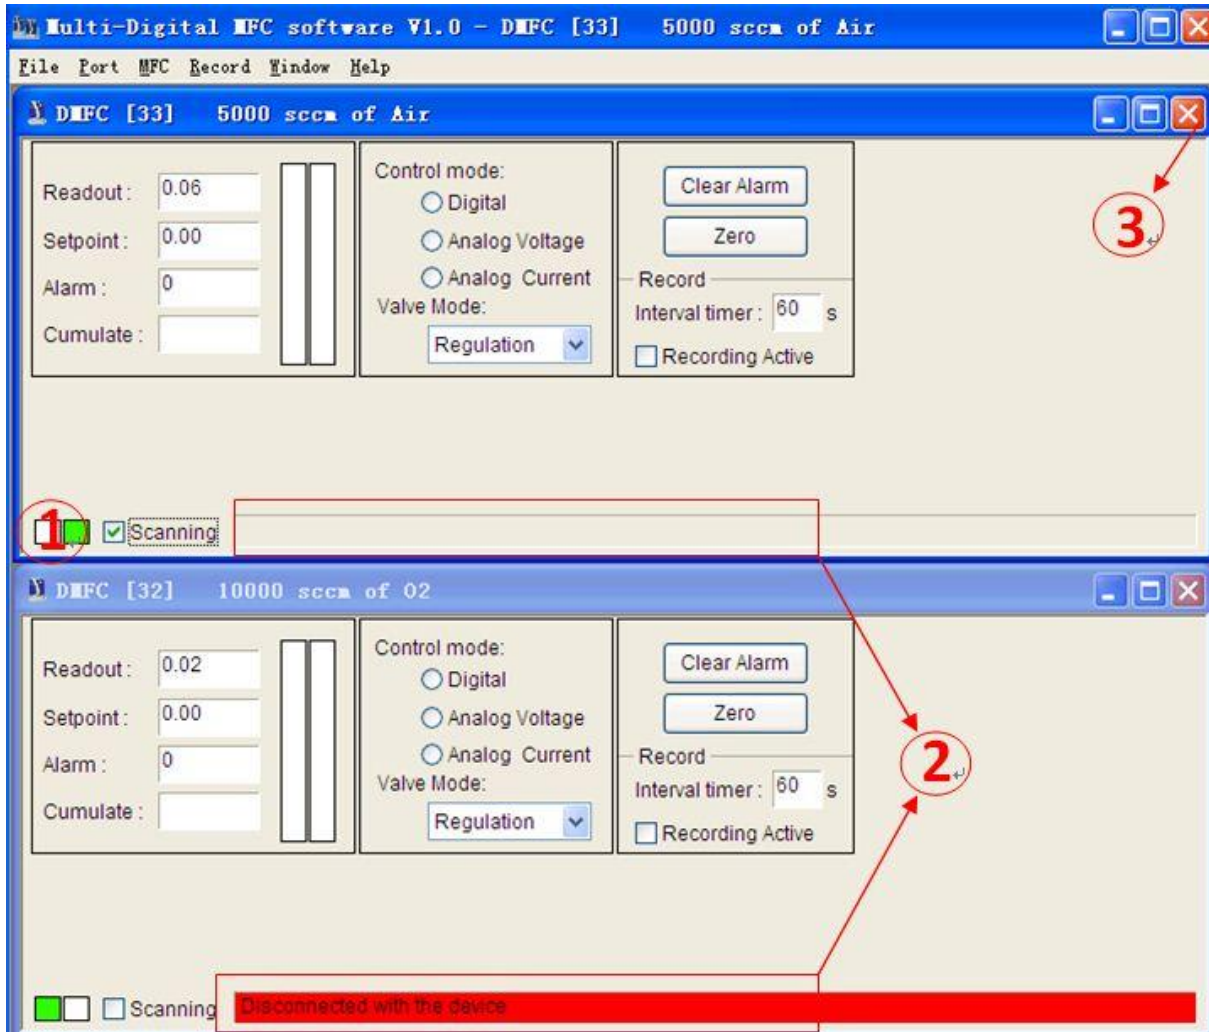 Multi-Digital MFC software V1.0 - DMFC [33] 5000 sccm of Air
File Port MFC Record Window Help
DMFC [33] 5000 sccm of Air
Readout : 0.06
Setpoint : 0.00
Alarm : 0
Cumulate :
Control mode:
Digital
Analog Voltage
Analog Current
Valve Mode:
Regulation
Clear Alarm
Zero
Record
Interval timer : 60 s
Recording Active
3
1
Scanning
DMFC [32] 10000 sccm of O2
Readout : 0.02
Setpoint : 0.00
Alarm : 0
Cumulate :
Control mode:
Digital
Analog Voltage
Analog Current
Valve Mode:
Regulation
Clear Alarm
Zero
Record
Interval timer : 60 s
Recording Active
2
Scanning
Disconnected with the device